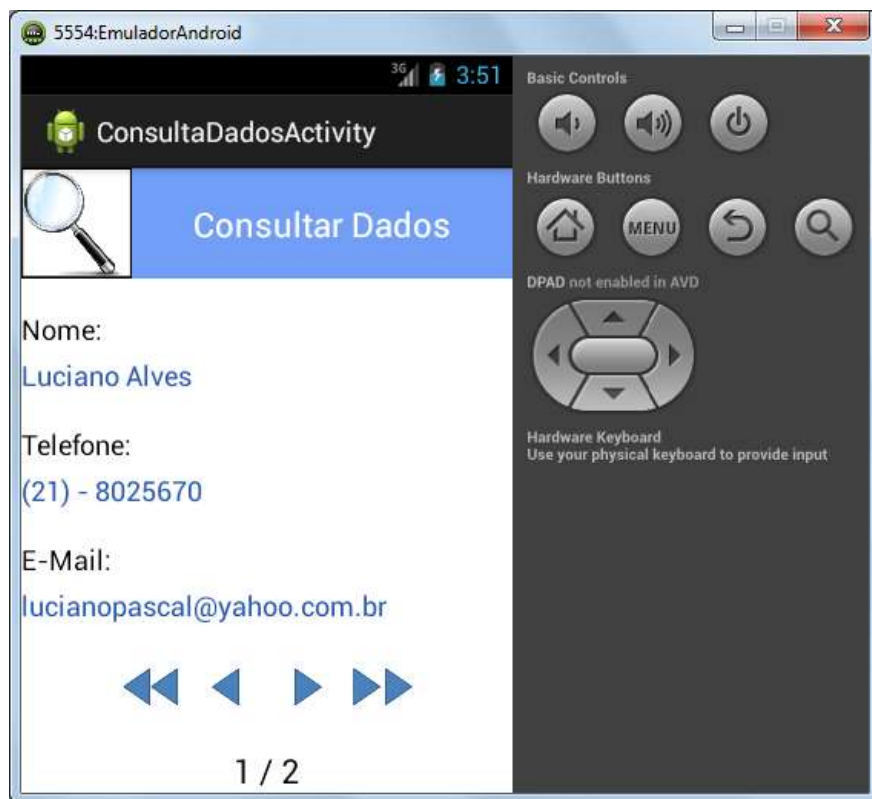 5554:EmuladorAndroid
3G 3:51
ConsultaDadosActivity
Consultar Dados
Nome:
Luciano Alves
Telefone:
(21) - 8025670
E-Mail:
lucianopascal@yahoo.com.br
1 / 2
Basic Controls
Hardware Buttons
MENU
DPAD not enabled in AVD
Hardware Keyboard
Use your physical keyboard to provide input